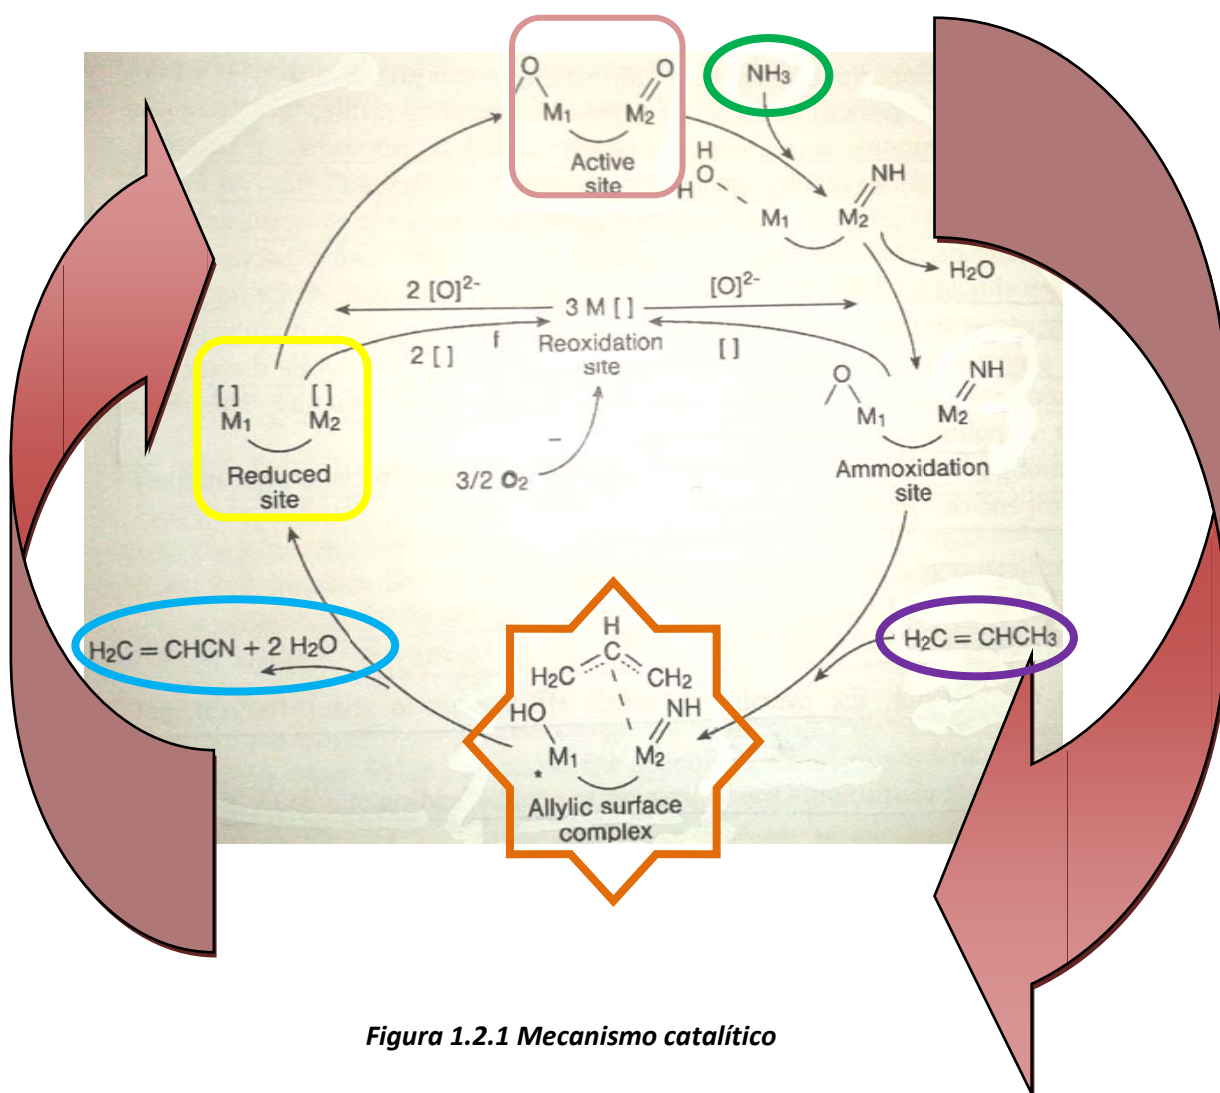 O
O
M₁
M₂
Active
site
NH₃
H
O
H
M₁
M₂
NH
H₂O
2 [O]²⁻
3 M [ ]
[O]²⁻
2 [ ]
f
Reoxidation
site
[ ]
3/2 O₂
–
[ ]
[ ]
M₁
M₂
Reduced
site
O
NH
M₁
M₂
Ammoxidation
site
H₂C = CHCN + 2 H₂O
H₂C = CHCH₃
H
H₂C
C
CH₂
HO
NH
M₁
M₂
*
Allylic surface
complex
Figura 1.2.1 Mecanismo catalítico